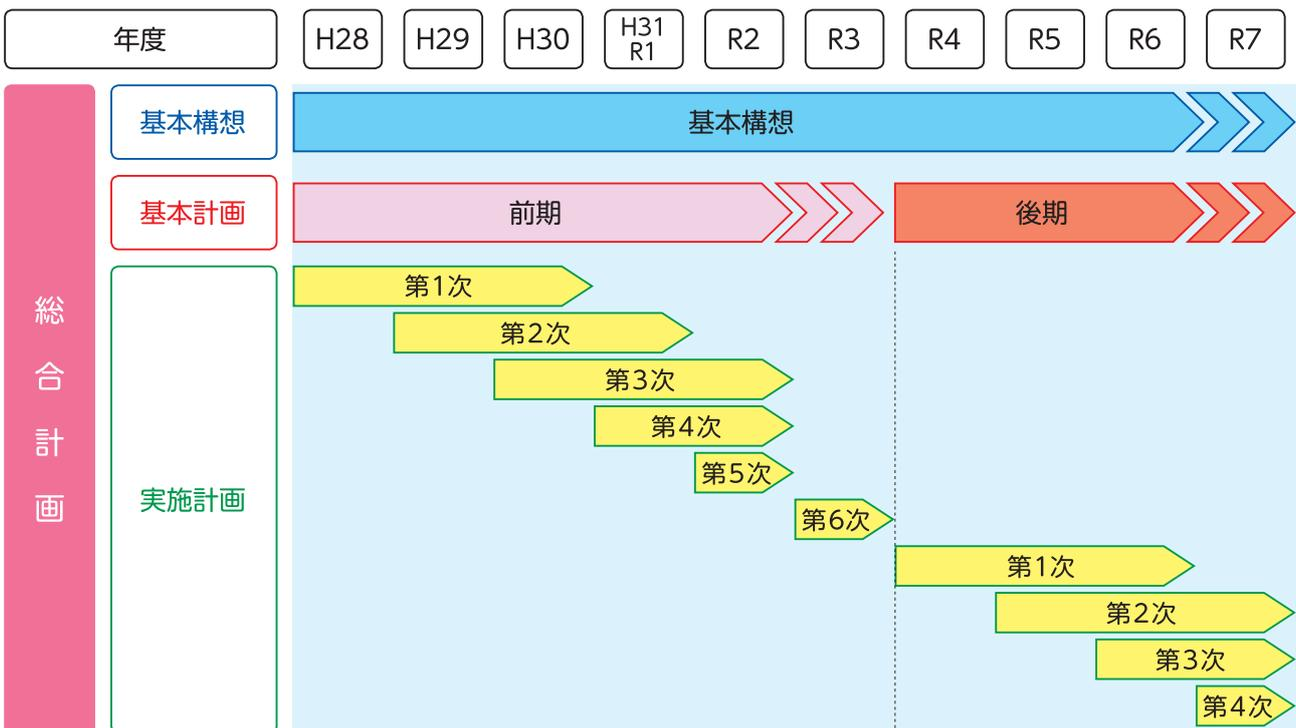 年度
H28
H29
H30
H31
R1
R2
R3
R4
R5
R6
R7
総合計画
基本構想
基本構想
基本計画
前期
後期
実施計画
第1次
第2次
第3次
第4次
第5次
第6次
第1次
第2次
第3次
第4次